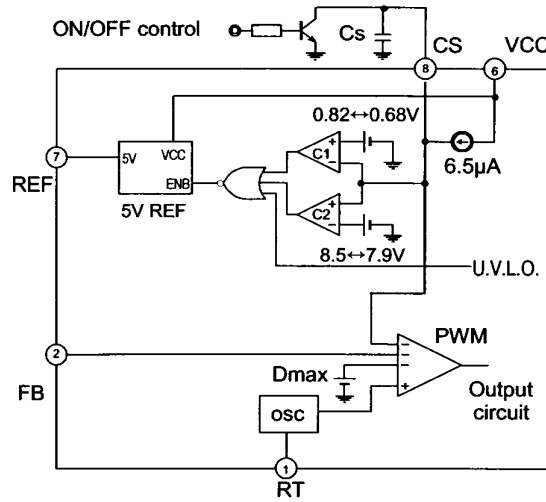 ON/OFF control
Cs
CS
VCC
8
6
0.82↔0.68V
7
5V
VCC
ENB
C1
+
−
6.5µA
REF
5V REF
C2
+
−
8.5↔7.9V
U.V.L.O.
PWM
2
FB
Dmax
−
−
−
+
Output
circuit
OSC
1
RT